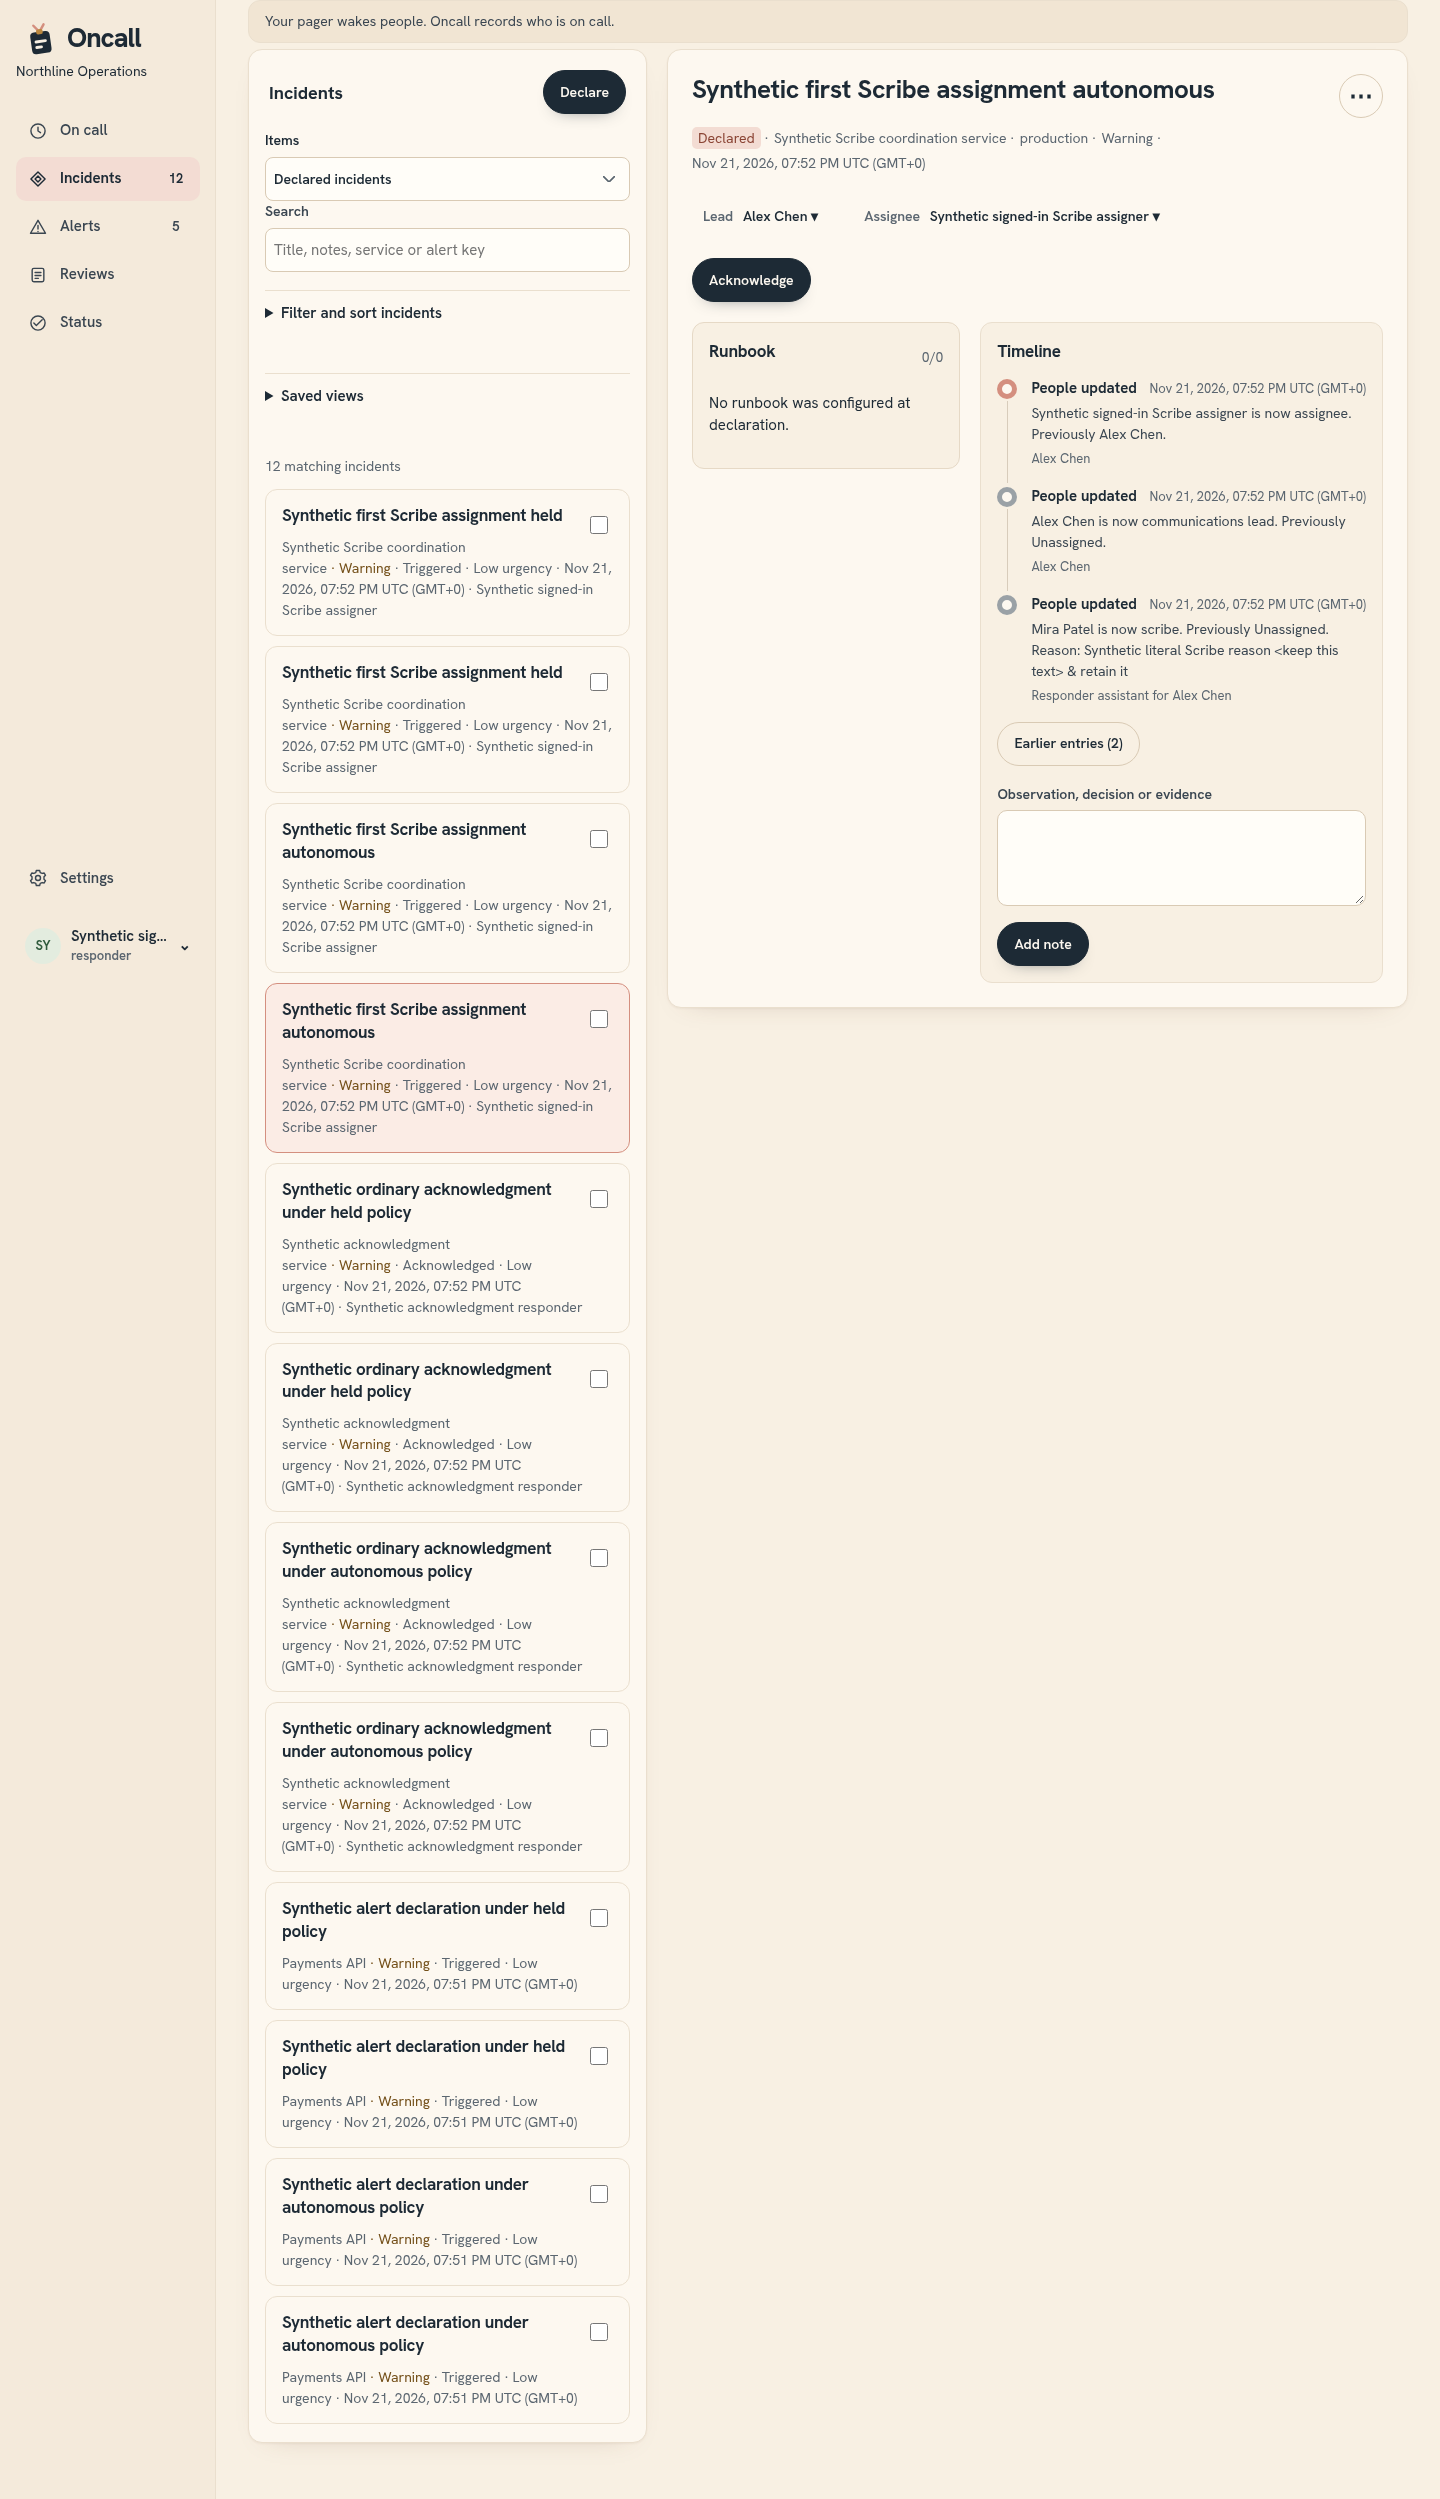 Oncall
Northline Operations
On call
Incidents 12
Alerts 5
Reviews
Status
Settings
SY
Synthetic sig...
responder
Your pager wakes people. Oncall records who is on call.
Incidents
Declare
Items
Declared incidents
Search
Title, notes, service or alert key
Filter and sort incidents
Saved views
12 matching incidents
Synthetic first Scribe assignment held
Synthetic Scribe coordination
service · Warning · Triggered · Low urgency · Nov 21,
2026, 07:52 PM UTC (GMT+0) · Synthetic signed-in
Scribe assigner
Synthetic first Scribe assignment held
Synthetic Scribe coordination
service · Warning · Triggered · Low urgency · Nov 21,
2026, 07:52 PM UTC (GMT+0) · Synthetic signed-in
Scribe assigner
Synthetic first Scribe assignment
autonomous
Synthetic Scribe coordination
service · Warning · Triggered · Low urgency · Nov 21,
2026, 07:52 PM UTC (GMT+0) · Synthetic signed-in
Scribe assigner
Synthetic first Scribe assignment
autonomous
Synthetic Scribe coordination
service · Warning · Triggered · Low urgency · Nov 21,
2026, 07:52 PM UTC (GMT+0) · Synthetic signed-in
Scribe assigner
Synthetic ordinary acknowledgment
under held policy
Synthetic acknowledgment
service · Warning · Acknowledged · Low
urgency · Nov 21, 2026, 07:52 PM UTC
(GMT+0) · Synthetic acknowledgment responder
Synthetic ordinary acknowledgment
under held policy
Synthetic acknowledgment
service · Warning · Acknowledged · Low
urgency · Nov 21, 2026, 07:52 PM UTC
(GMT+0) · Synthetic acknowledgment responder
Synthetic ordinary acknowledgment
under autonomous policy
Synthetic acknowledgment
service · Warning · Acknowledged · Low
urgency · Nov 21, 2026, 07:52 PM UTC
(GMT+0) · Synthetic acknowledgment responder
Synthetic ordinary acknowledgment
under autonomous policy
Synthetic acknowledgment
service · Warning · Acknowledged · Low
urgency · Nov 21, 2026, 07:52 PM UTC
(GMT+0) · Synthetic acknowledgment responder
Synthetic alert declaration under held
policy
Payments API · Warning · Triggered · Low
urgency · Nov 21, 2026, 07:51 PM UTC (GMT+0)
Synthetic alert declaration under held
policy
Payments API · Warning · Triggered · Low
urgency · Nov 21, 2026, 07:51 PM UTC (GMT+0)
Synthetic alert declaration under
autonomous policy
Payments API · Warning · Triggered · Low
urgency · Nov 21, 2026, 07:51 PM UTC (GMT+0)
Synthetic alert declaration under
autonomous policy
Payments API · Warning · Triggered · Low
urgency · Nov 21, 2026, 07:51 PM UTC (GMT+0)
Synthetic first Scribe assignment autonomous
Declared · Synthetic Scribe coordination service · production · Warning ·
Nov 21, 2026, 07:52 PM UTC (GMT+0)
Lead Alex Chen ▾ Assignee Synthetic signed-in Scribe assigner ▾
Acknowledge
Runbook 0/0
No runbook was configured at
declaration.
Timeline
People updated Nov 21, 2026, 07:52 PM UTC (GMT+0)
Synthetic signed-in Scribe assigner is now assignee.
Previously Alex Chen.
Alex Chen
People updated Nov 21, 2026, 07:52 PM UTC (GMT+0)
Alex Chen is now communications lead. Previously
Unassigned.
Alex Chen
People updated Nov 21, 2026, 07:52 PM UTC (GMT+0)
Mira Patel is now scribe. Previously Unassigned.
Reason: Synthetic literal Scribe reason <keep this
text> & retain it
Responder assistant for Alex Chen
Earlier entries (2)
Observation, decision or evidence
Add note